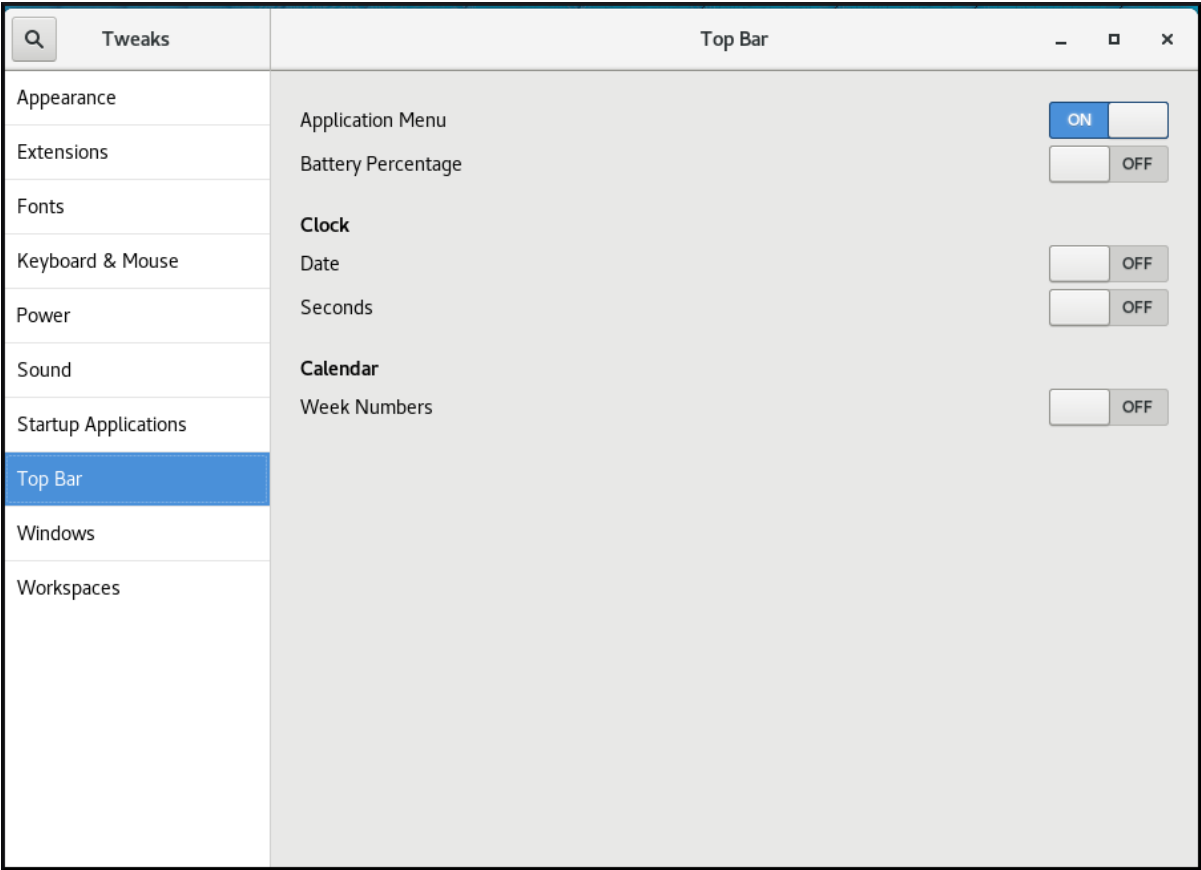 Tweaks
Top Bar
Appearance
Extensions
Fonts
Keyboard & Mouse
Power
Sound
Startup Applications
Top Bar
Windows
Workspaces
Application Menu ON
Battery Percentage OFF
Clock
Date OFF
Seconds OFF
Calendar
Week Numbers OFF